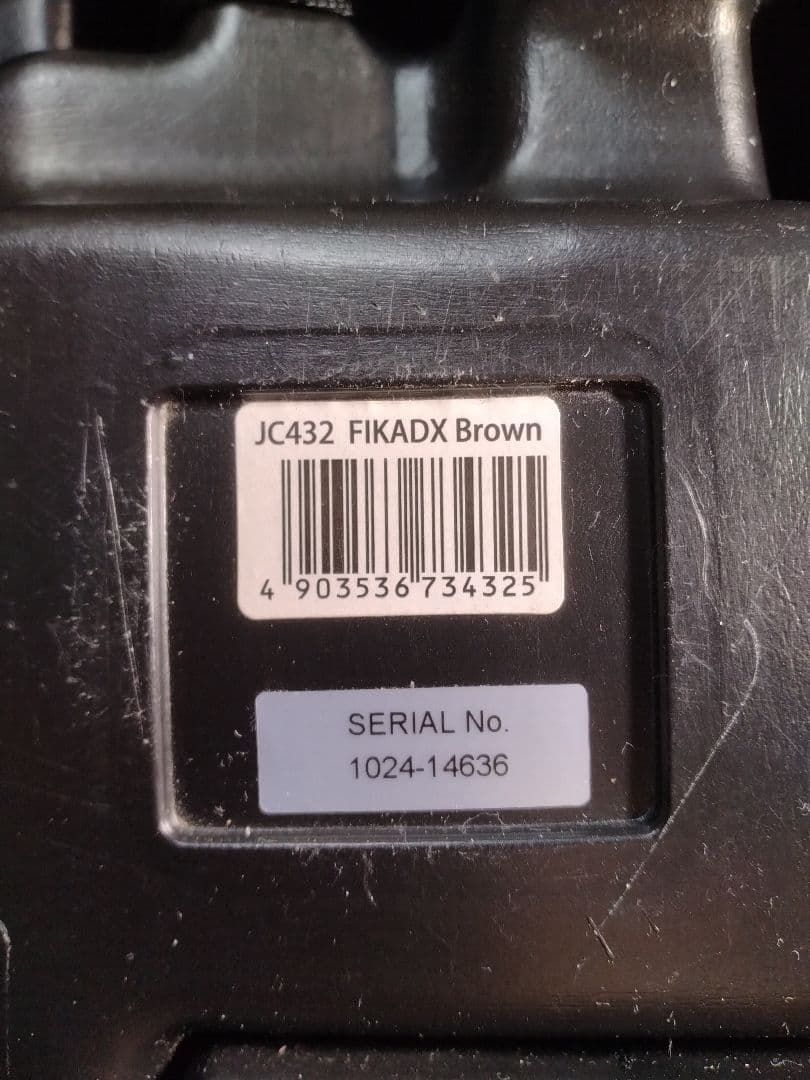 JC432 FIKADX Brown
4 903536 734325
SERIAL No.
1024-14636